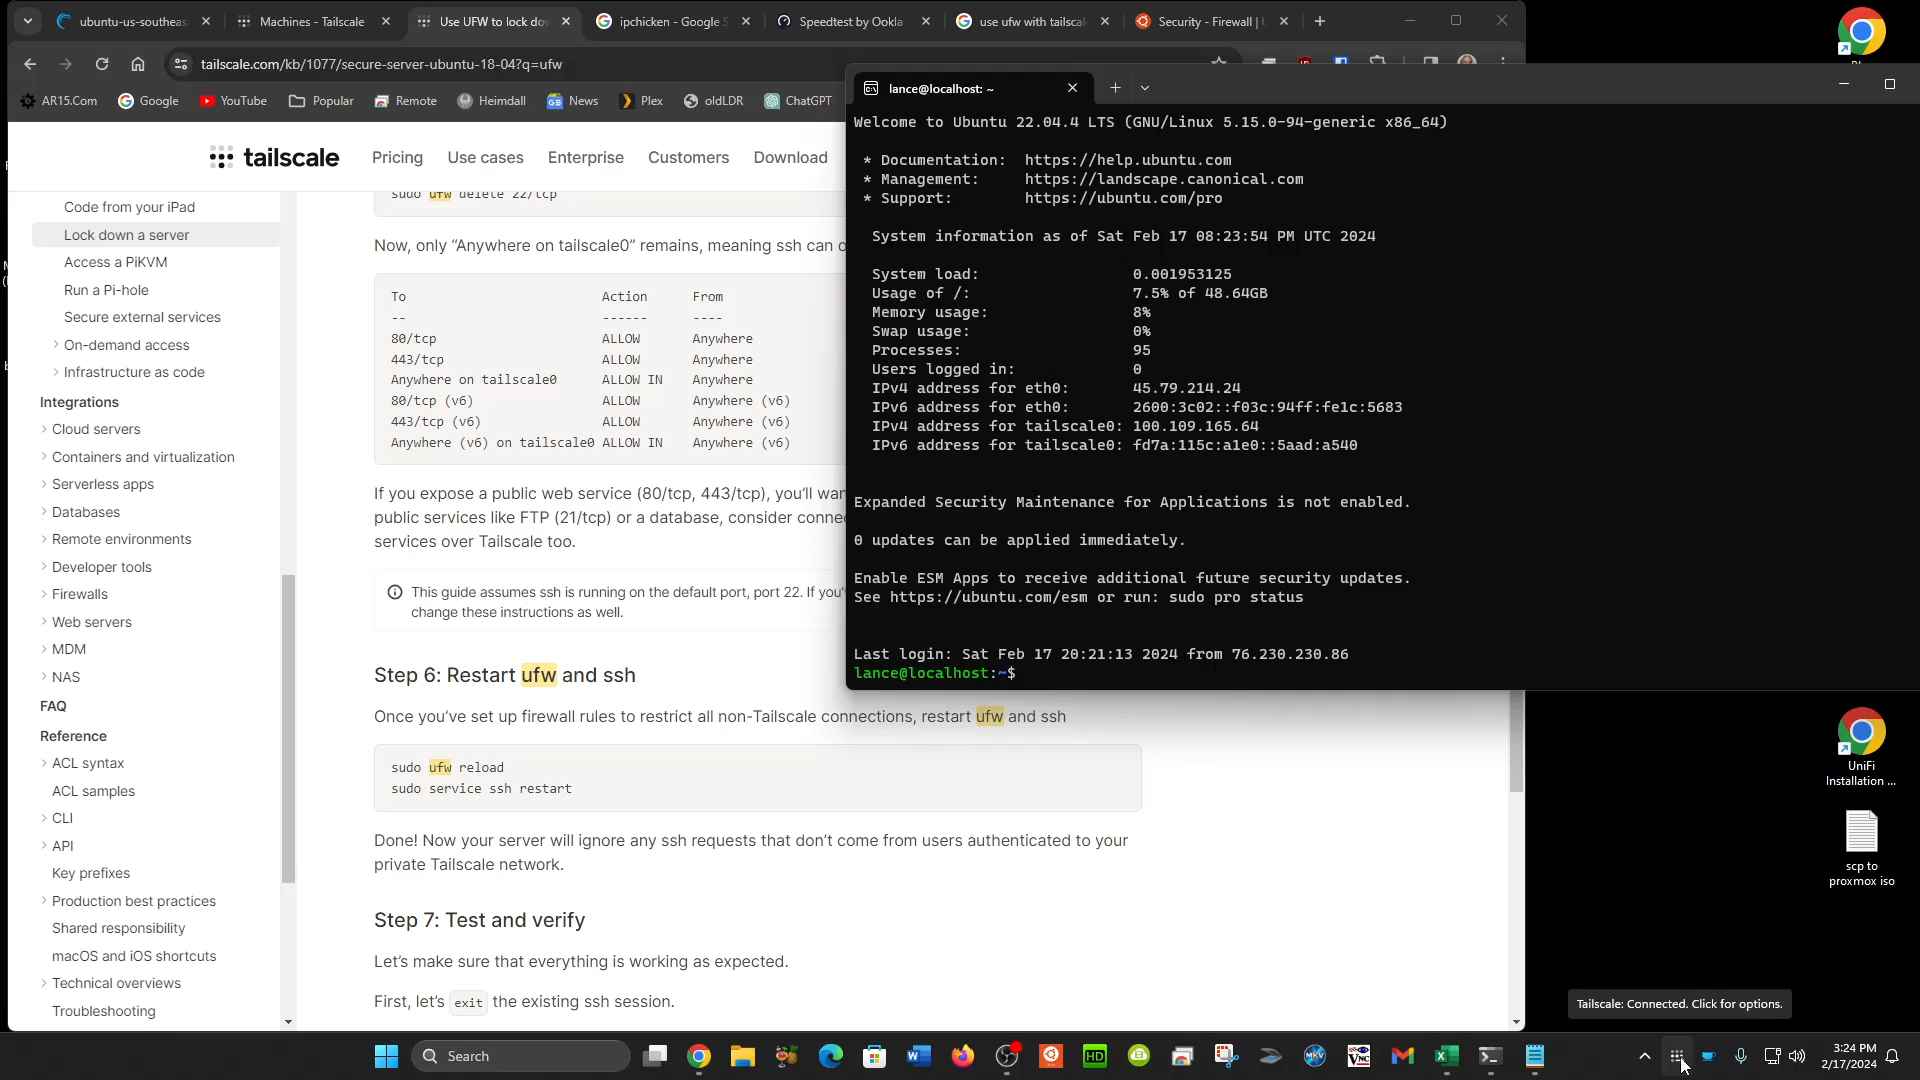 ubuntu-us-southeas
Machines - Tailscale
Use UFW to lock do
ipchicken - Google S
Speedtest by Ookla
use ufw with tailsca
Security - Firewall |
tailscale.com/kb/1077/secure-server-ubuntu-18-04?q=ufw
AR15.Com
Google
YouTube
Popular
Remote
Heimdall
News
Plex
oldLDR
ChatGPT
tailscale
Pricing
Use cases
Enterprise
Customers
Download
Code from your iPad
Lock down a server
Access a PiKVM
Run a Pi-hole
Secure external services
On-demand access
Infrastructure as code
Integrations
Cloud servers
Containers and virtualization
Serverless apps
Databases
Remote environments
Developer tools
Firewalls
Web servers
MDM
NAS
FAQ
Reference
ACL syntax
ACL samples
CLI
API
Key prefixes
Production best practices
Shared responsibility
macOS and iOS shortcuts
Technical overviews
Troubleshooting
sudo ufw delete 22/tcp
Now, only “Anywhere on tailscale0” remains, meaning ssh can o
To Action From
-- ------ ----
80/tcp ALLOW Anywhere
443/tcp ALLOW Anywhere
Anywhere on tailscale0 ALLOW IN Anywhere
80/tcp (v6) ALLOW Anywhere (v6)
443/tcp (v6) ALLOW Anywhere (v6)
Anywhere (v6) on tailscale0 ALLOW IN Anywhere (v6)
If you expose a public web service (80/tcp, 443/tcp), you’ll wan
public services like FTP (21/tcp) or a database, consider connec
services over Tailscale too.
This guide assumes ssh is running on the default port, port 22. If you’v
change these instructions as well.
Step 6: Restart ufw and ssh
Once you’ve set up firewall rules to restrict all non-Tailscale connections, restart ufw and ssh
sudo ufw reload
sudo service ssh restart
Done! Now your server will ignore any ssh requests that don’t come from users authenticated to your
private Tailscale network.
Step 7: Test and verify
Let’s make sure that everything is working as expected.
First, let’s exit the existing ssh session.
lance@localhost: ~
Welcome to Ubuntu 22.04.4 LTS (GNU/Linux 5.15.0-94-generic x86_64)
* Documentation: https://help.ubuntu.com
* Management: https://landscape.canonical.com
* Support: https://ubuntu.com/pro
System information as of Sat Feb 17 08:23:54 PM UTC 2024
System load: 0.001953125
Usage of /: 7.5% of 48.64GB
Memory usage: 8%
Swap usage: 0%
Processes: 95
Users logged in: 0
IPv4 address for eth0: 45.79.214.24
IPv6 address for eth0: 2600:3c02::f03c:94ff:fe1c:5683
IPv4 address for tailscale0: 100.109.165.64
IPv6 address for tailscale0: fd7a:115c:a1e0::5aad:a540
Expanded Security Maintenance for Applications is not enabled.
0 updates can be applied immediately.
Enable ESM Apps to receive additional future security updates.
See https://ubuntu.com/esm or run: sudo pro status
Last login: Sat Feb 17 20:21:13 2024 from 76.230.230.86
lance@localhost:~$
UniFi
Installation ...
scp to
proxmox iso
Tailscale: Connected. Click for options.
Search
HD
MKV
VNC
3:24 PM
2/17/2024